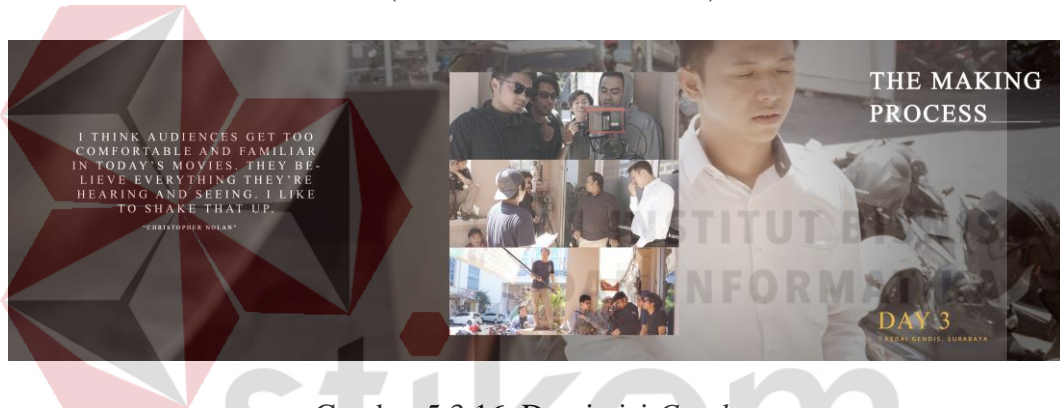 I THINK AUDIENCES GET TOO
COMFORTABLE AND FAMILIAR
IN TODAY'S MOVIES. THEY BE-
LIEVE EVERYTHING THEY'RE
HEARING AND SEEING. I LIKE
TO SHAKE THAT UP.
"CHRISTOPHER NOLAN"
THE MAKING
PROCESS
DAY 3
KEDAI GENDIS, SURABAYA
INSTITUT BISNIS
DAN INFORMATIKA
stikom